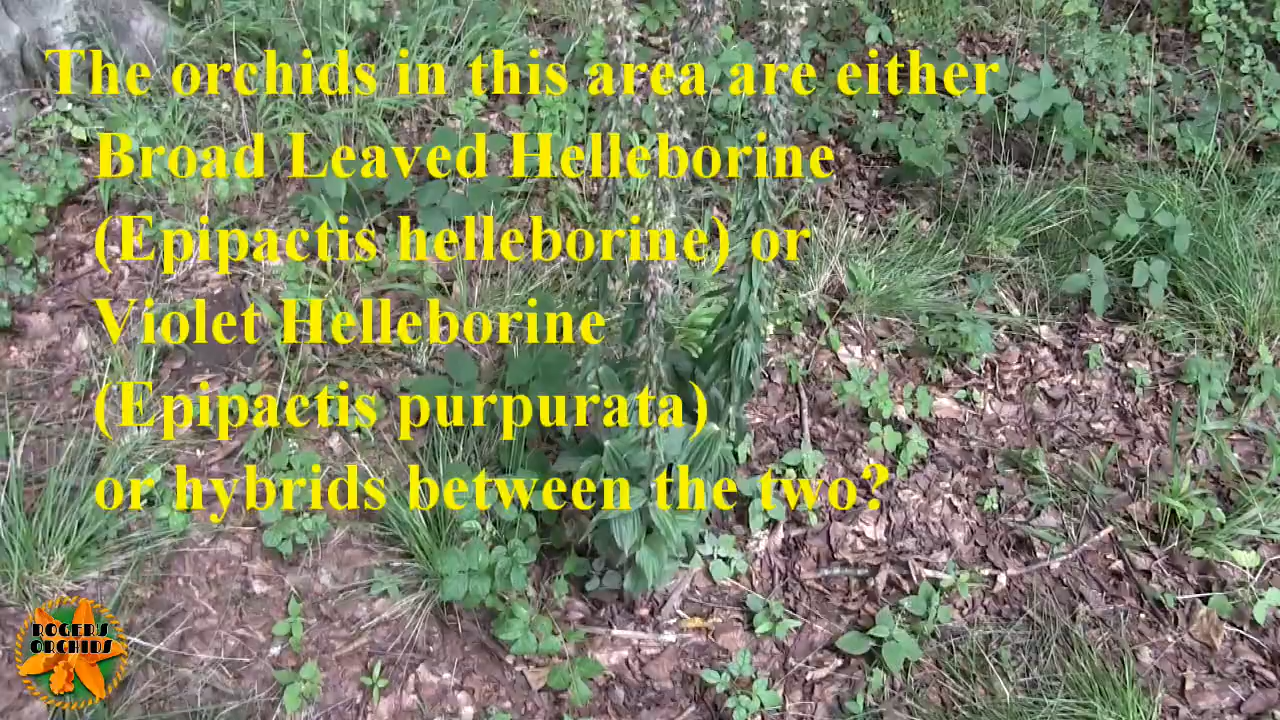 The orchids in this area are either
Broad Leaved Helleborine
(Epipactis helleborine) or
Violet Helleborine
(Epipactis purpurata)
or hybrids between the two?
ROGER'S
ORCHIDS